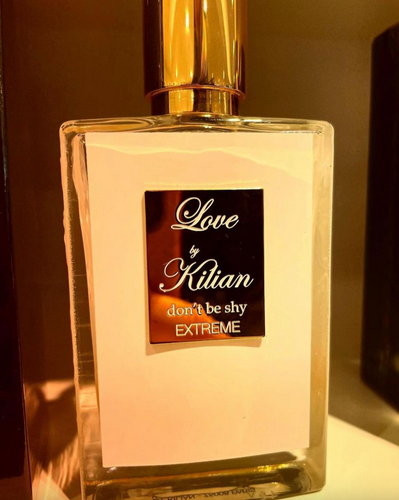 Love
by
Kilian
don't be shy
EXTREME